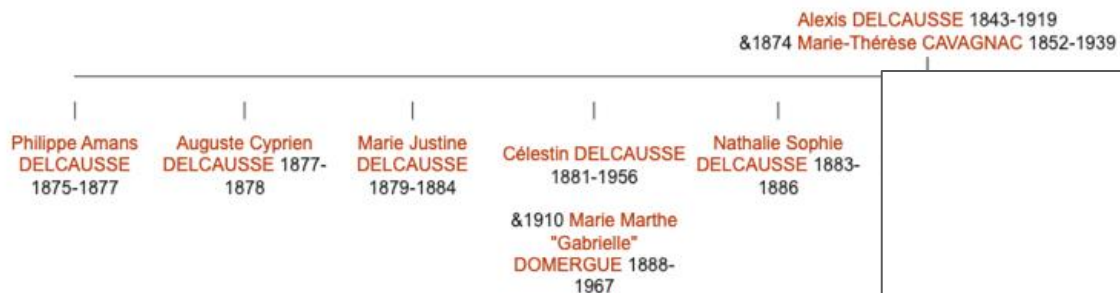 Alexis DELCAUSSE 1843-1919
&1874 Marie-Thérèse CAVAGNAC 1852-1939
Philippe Amans
DELCAUSSE
1875-1877
Auguste Cyprien
DELCAUSSE 1877-
1878
Marie Justine
DELCAUSSE
1879-1884
Célestin DELCAUSSE
1881-1956
&1910 Marie Marthe
"Gabrielle"
DOMERGUE 1888-
1967
Nathalie Sophie
DELCAUSSE 1883-
1886